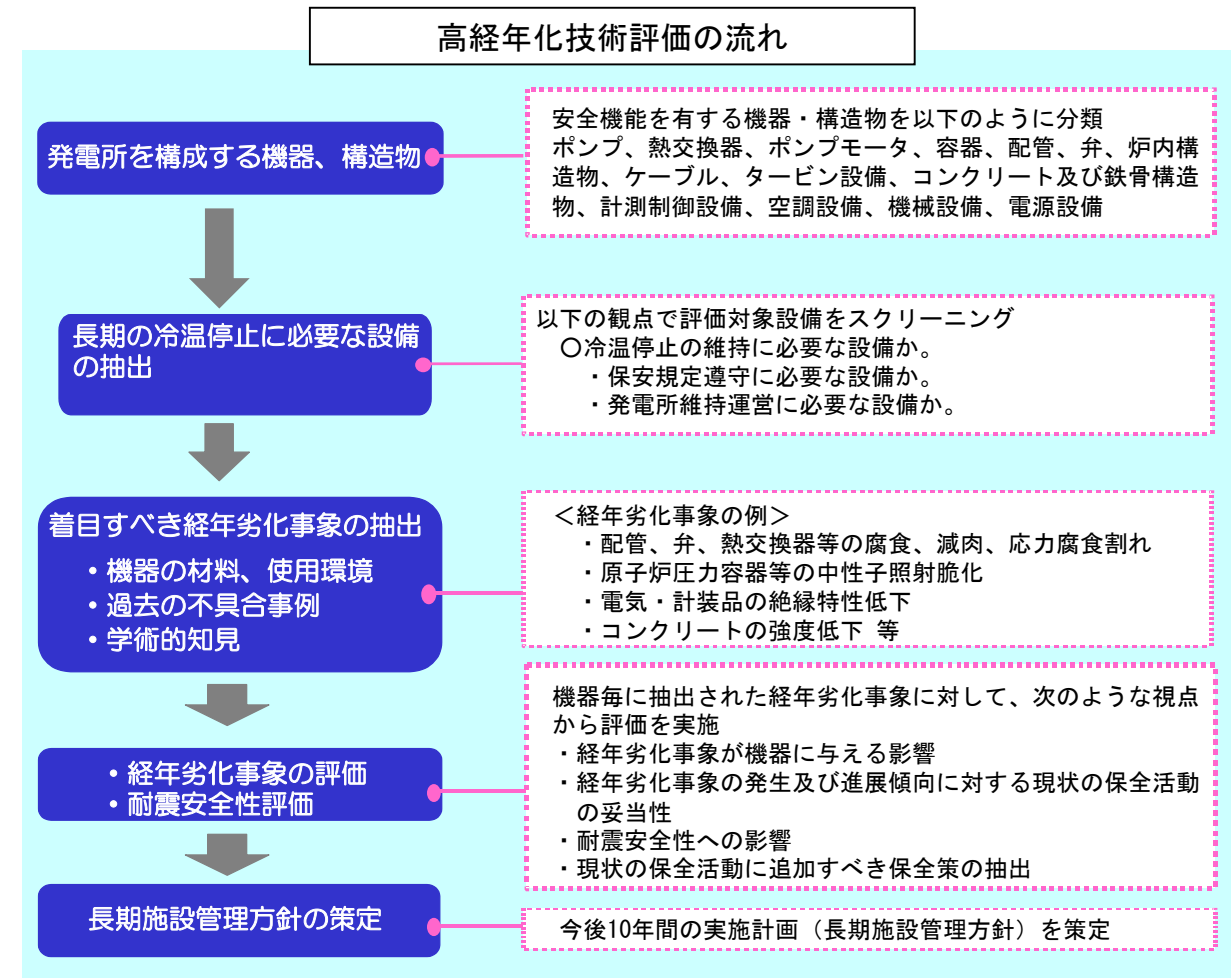 高経年化技術評価の流れ
発電所を構成する機器、構造物
安全機能を有する機器・構造物を以下のように分類
ポンプ、熱交換器、ポンプモータ、容器、配管、弁、炉内構
造物、ケーブル、タービン設備、コンクリート及び鉄骨構造
物、計測制御設備、空調設備、機械設備、電源設備
長期の冷温停止に必要な設備
の抽出
以下の観点で評価対象設備をスクリーニング
〇冷温停止の維持に必要な設備か。
・保安規定遵守に必要な設備か。
・発電所維持運営に必要な設備か。
着目すべき経年劣化事象の抽出
・機器の材料、使用環境
・過去の不具合事例
・学術的知見
＜経年劣化事象の例＞
・配管、弁、熱交換器等の腐食、減肉、応力腐食割れ
・原子炉圧力容器等の中性子照射脆化
・電気・計装品の絶縁特性低下
・コンクリートの強度低下 等
・経年劣化事象の評価
・耐震安全性評価
機器毎に抽出された経年劣化事象に対して、次のような視点
から評価を実施
・経年劣化事象が機器に与える影響
・経年劣化事象の発生及び進展傾向に対する現状の保全活動
の妥当性
・耐震安全性への影響
・現状の保全活動に追加すべき保全策の抽出
長期施設管理方針の策定
今後10年間の実施計画（長期施設管理方針）を策定